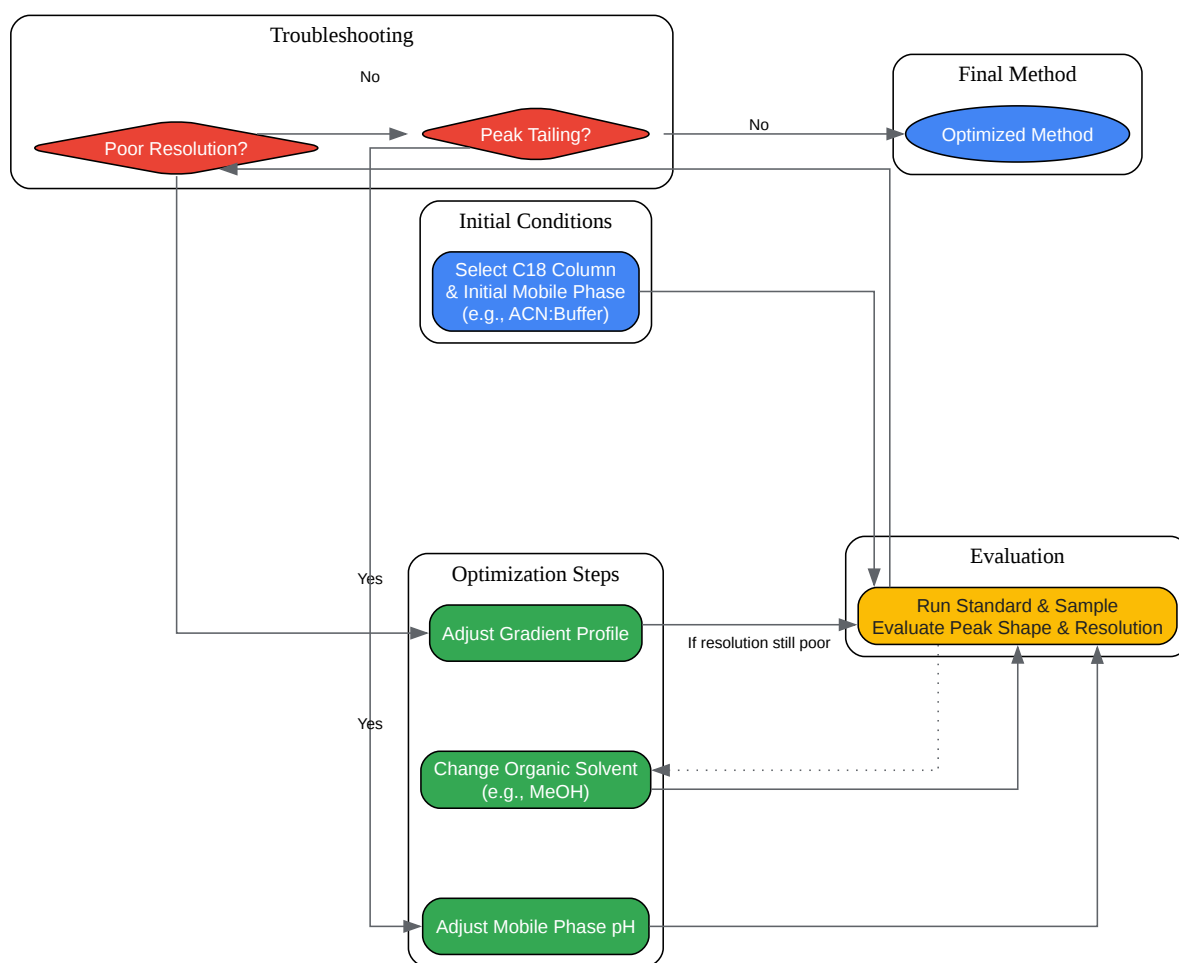 Troubleshooting
No
Poor Resolution?
Peak Tailing?
No
Final Method
Optimized Method
Initial Conditions
Select C18 Column
& Initial Mobile Phase
(e.g., ACN:Buffer)
Yes
Optimization Steps
Adjust Gradient Profile
If resolution still poor
Evaluation
Run Standard & Sample
Evaluate Peak Shape & Resolution
Yes
Change Organic Solvent
(e.g., MeOH)
Adjust Mobile Phase pH